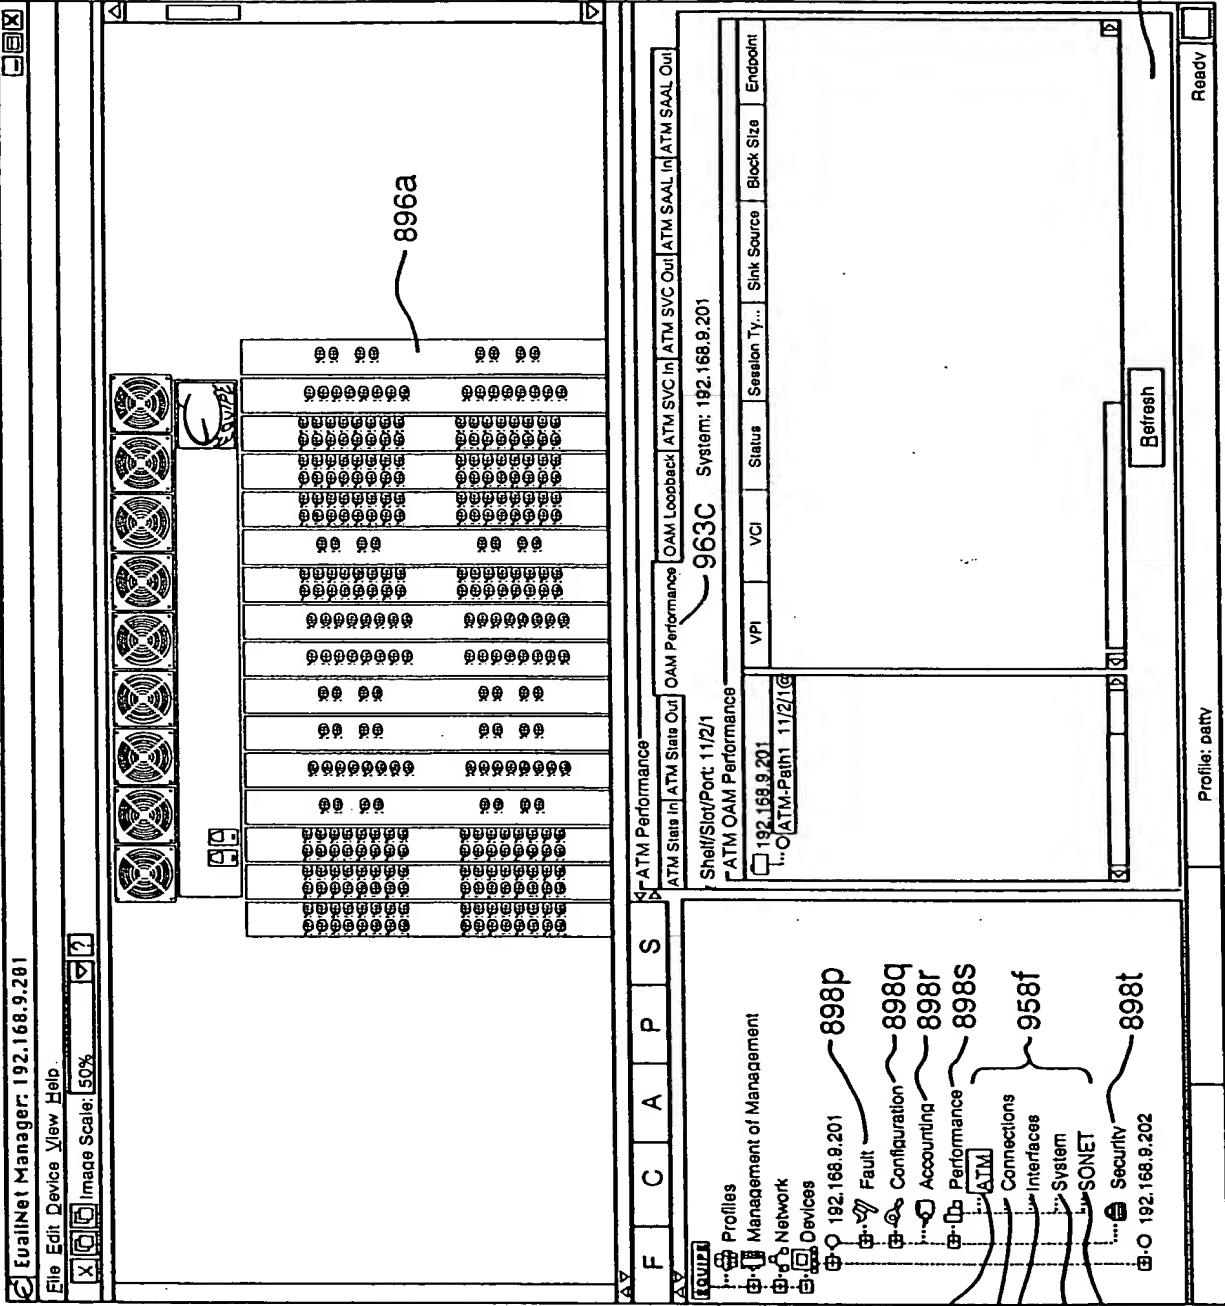 EualiNet Manager: 192.168.9.201
File Edit Device View Help
X Image Scale: 50% ?
EQUIPE
896a
F C A P S
EQUIPE
Profiles
Management of Management
Network
Devices
192.168.9.201
898p
Fault
Configuration
898q
Accounting
898r
Performance
898s
ATM
Connections
Interfaces
System
SONET
958f
Security
898t
192.168.9.202
ATM Performance
ATM Stats In ATM Stats Out OAM Performance OAM Loopback ATM SVC In ATM SVC Out ATM SAAL In ATM SAAL Out
Shelf/Slot/Port: 11/2/1 963C System: 192.168.9.201
ATM OAM Performance
192.168.9.201
ATM-Path1 11/2/1@
VPI VCI Status Session Ty... Sink Source Block Size Endpoint
Refresh
Profile: patty Ready